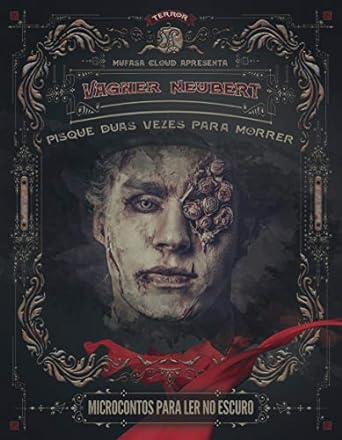 TERROR
MUFASA CLOUD APRESENTA
VAGNER NEUBERT
PISQUE DUAS VEZES PARA MORRER
MICROCONTOS PARA LER NO ESCURO